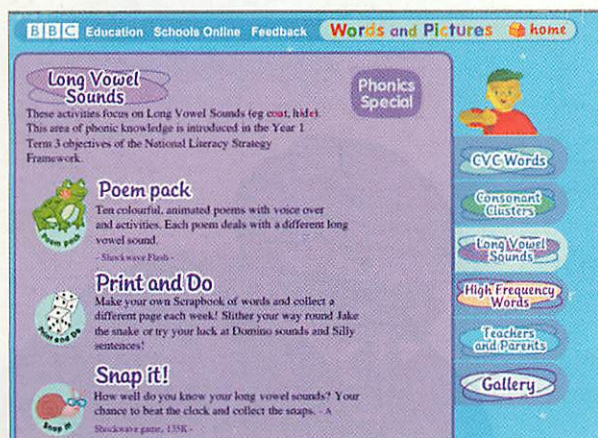 BBC Education Schools Online Feedback Words and Pictures home
Long Vowel
Sounds
Phonics
Special
These activities focus on Long Vowel Sounds (eg coat, hide).
This area of phonic knowledge is introduced in the Year 1
Term 3 objectives of the National Literacy Strategy
Framework.
Poem pack
Ten colourful, animated poems with voice over
and activities. Each poem deals with a different long
vowel sound.
- Shockwave Flash -
Poem pack
Print and Do
Make your own Scrapbook of words and collect a
different page each week! Slither your way round Jake
the snake or try your luck at Domino sounds and Silly
sentences!
Print and Do
Snap it!
How well do you know your long vowel sounds? Your
chance to beat the clock and collect the snaps. - A
Shockwave game, 135K -
Snap it!
CVC Words
Consonant
Clusters
Long Vowel
Sounds
High Frequency
Words
Teachers
and Parents
Gallery